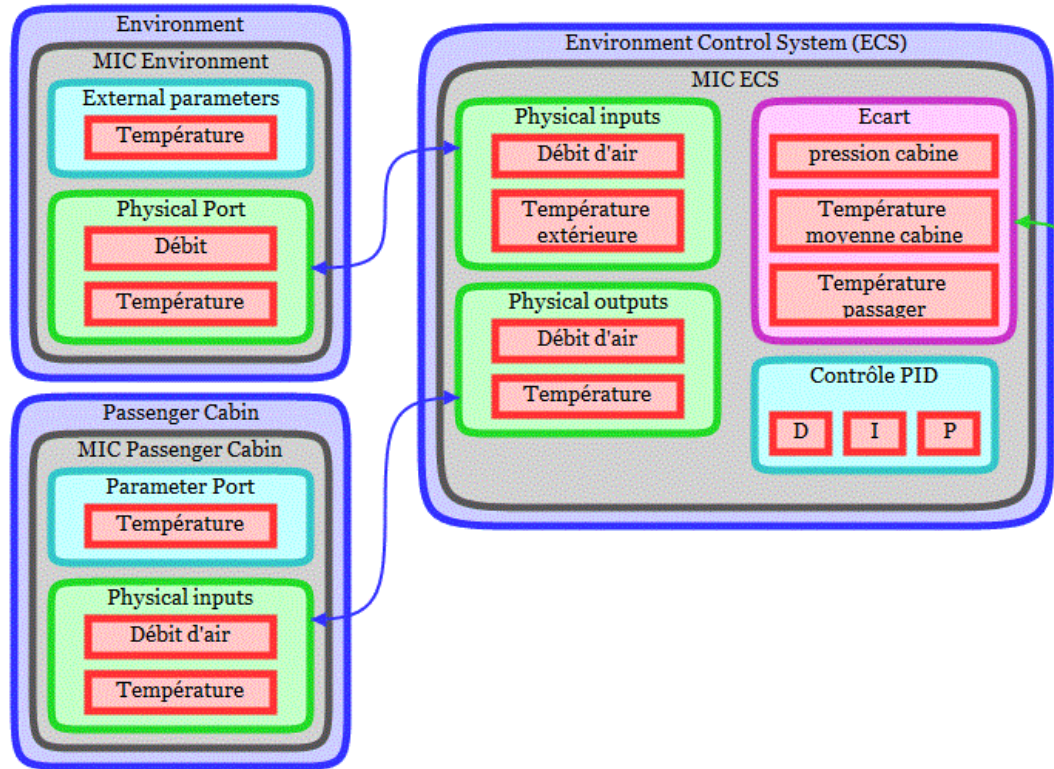 Environment
MIC Environment
External parameters
Température
Physical Port
Débit
Température
Passenger Cabin
MIC Passenger Cabin
Parameter Port
Température
Physical inputs
Débit d'air
Température
Environment Control System (ECS)
MIC ECS
Physical inputs
Débit d'air
Température
extérieure
Physical outputs
Débit d'air
Température
Ecart
pression cabine
Température
movenne cabine
Température
passager
Contrôle PID
D I P